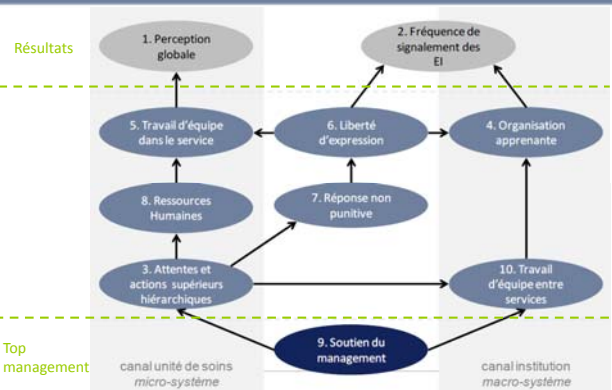 Résultats
1. Perception
globale
2. Fréquence de
signalement des
EI
5. Travail d'équipe
dans le service
6. Liberté
d'expression
4. Organisation
apprenante
8. Ressources
Humaines
7. Réponse non
punitive
3. Attentes et
actions supérieurs
hiérarchiques
10. Travail
d'équipe entre
services
Top
management
9. Soutien du
management
canal unité de soins
micro-système
canal institution
macro-système